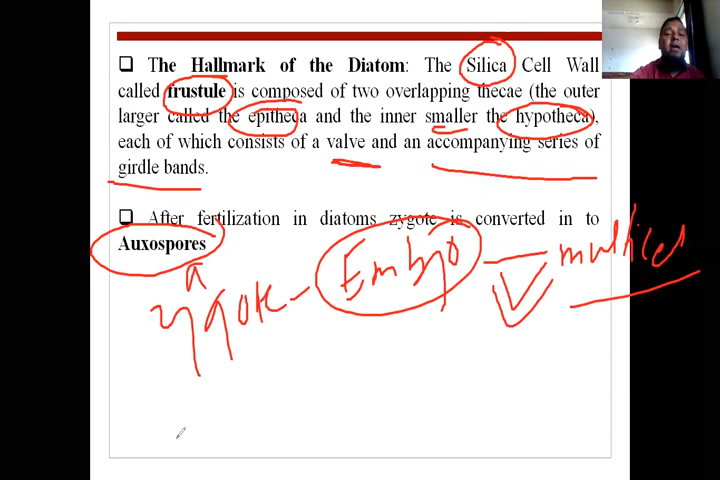 The Hallmark of the Diatom: The Silica Cell Wall
called frustule is composed of two overlapping thecae (the outer
larger called the epitheca and the inner smaller the hypotheca),
each of which consists of a valve and an accompanying series of
girdle bands.
After fertilization in diatoms zygote is converted in to
Auxospores
zygote - Embryo - multicel